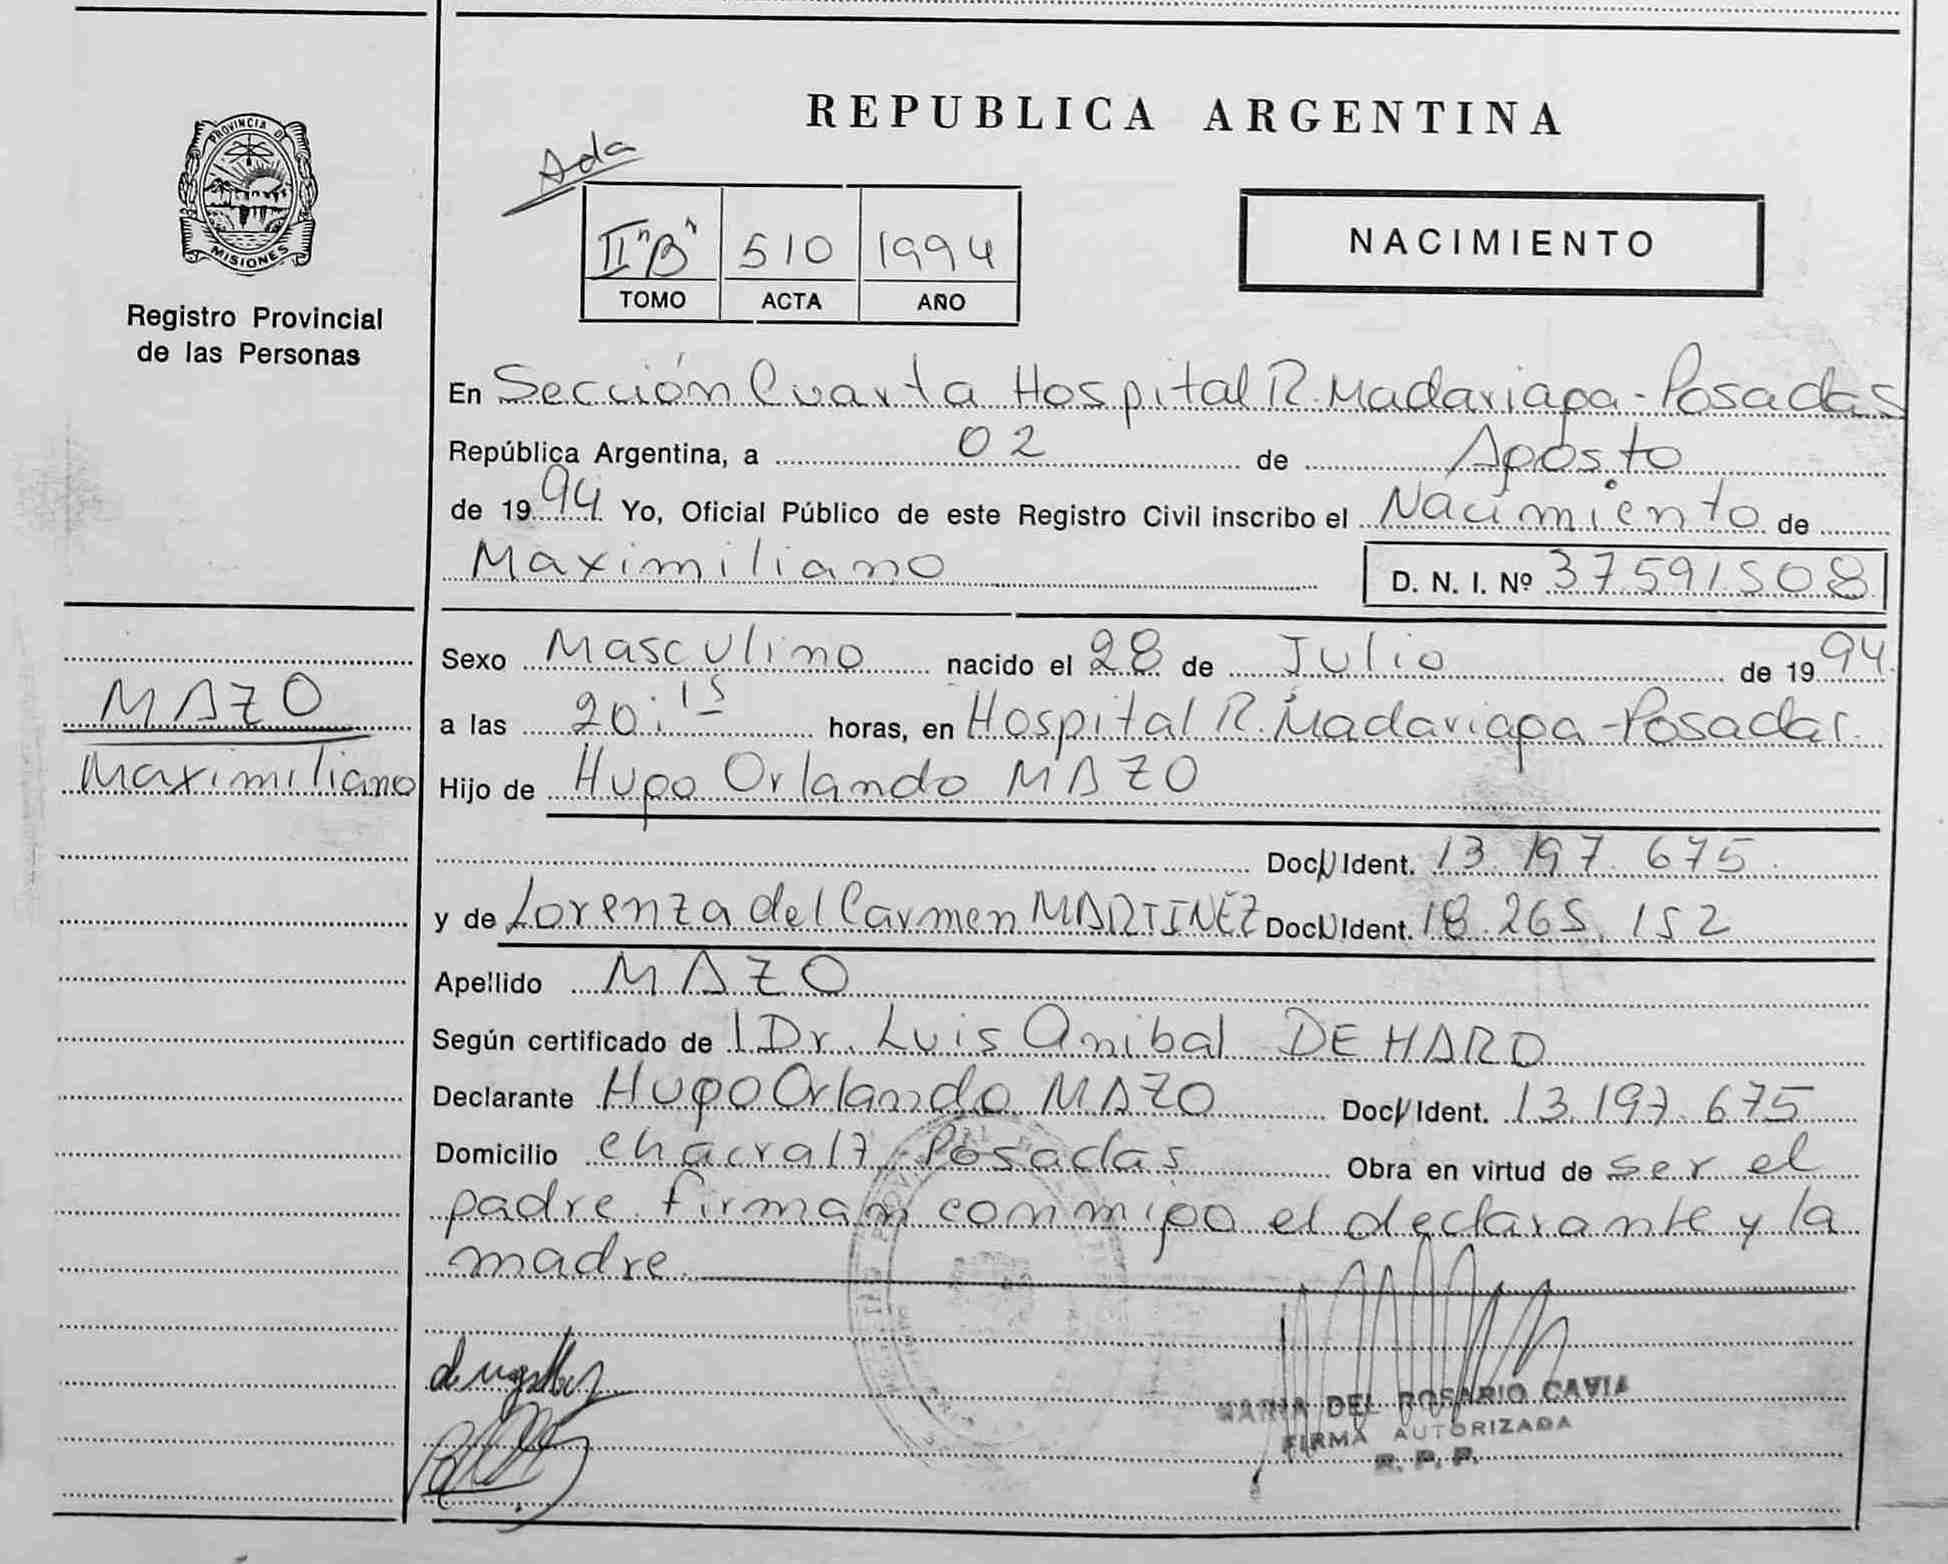 REPUBLICA ARGENTINA
PROVINCIA DE
MISIONES
Registro Provincial
de las Personas
Ada
II "B" 510 1994
TOMO ACTA AÑO
NACIMIENTO
En Sección Cuarta Hospital R. Madariaga - Posadas
República Argentina, a 02 de Agosto
de 1994 Yo, Oficial Público de este Registro Civil inscribo el Nacimiento de
Maximiliano D. N. I. Nº 37591508
MAZO
Maximiliano
Sexo Masculino nacido el 28 de Julio de 1994
a las 20:15 horas, en Hospital R. Madariaga - Posadas.
Hijo de Hugo Orlando MAZO
Doc. Ident. 13.197.675
y de Lorenza del Carmen MARTINEZ Doc. Ident. 18.265.152
Apellido MAZO
Según certificado de l Dr. Luis Anibal DE HARO
Declarante Hugo Orlando MAZO Doc. Ident. 13.197.675
Domicilio chacra 17 Posadas Obra en virtud de ser el
padre. firman conmigo el declarante y la
madre.
MARIA DEL ROSARIO CAVIA
FIRMA AUTORIZADA
R. P. P.